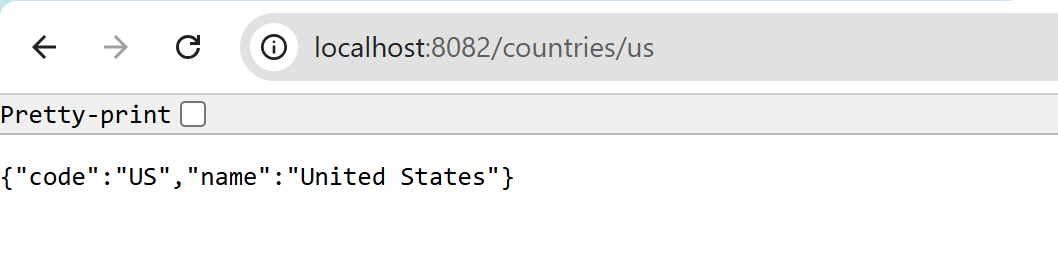 localhost:8082/countries/us
Pretty-print
{"code":"US","name":"United States"}